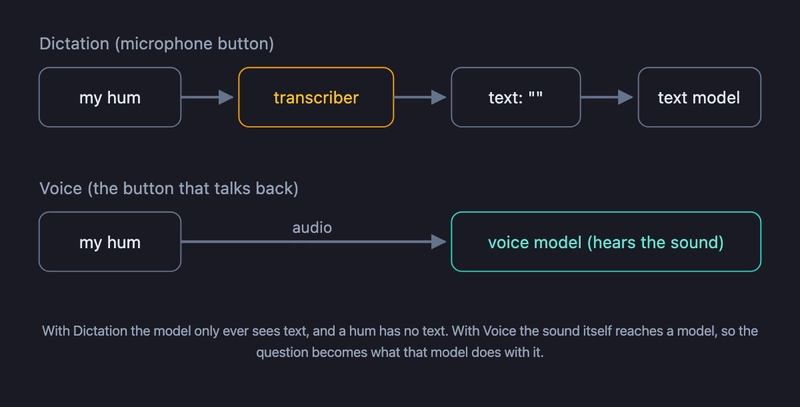 Dictation (microphone button)
my hum
transcriber
text: ""
text model
Voice (the button that talks back)
my hum
audio
voice model (hears the sound)
With Dictation the model only ever sees text, and a hum has no text. With Voice the sound itself reaches a model, so the
question becomes what that model does with it.